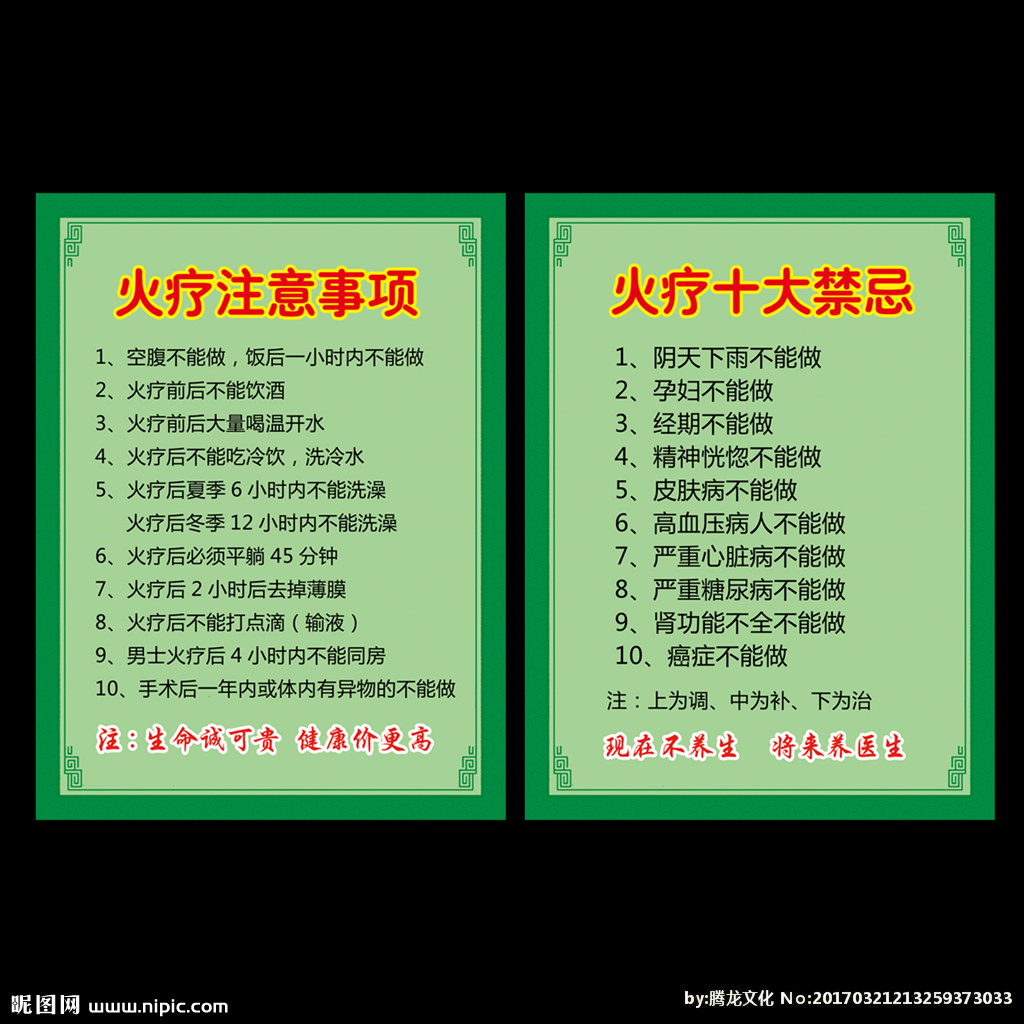 火疗注意事项
1、空腹不能做，饭后一小时内不能做
2、火疗前后不能饮酒
3、火疗前后大量喝温开水
4、火疗后不能吃冷饮，洗冷水
5、火疗后夏季6小时内不能洗澡
火疗后冬季12小时内不能洗澡
6、火疗后必须平躺45分钟
7、火疗后2小时后去掉薄膜
8、火疗后不能打点滴（输液）
9、男士火疗后4小时内不能同房
10、手术后一年内或体内有异物的不能做
注：生命诚可贵 健康价更高
火疗十大禁忌
1、阴天下雨不能做
2、孕妇不能做
3、经期不能做
4、精神恍惚不能做
5、皮肤病不能做
6、高血压病人不能做
7、严重心脏病不能做
8、严重糖尿病不能做
9、肾功能不全不能做
10、癌症不能做
注：上为调、中为补、下为治
现在不养生 将来养医生
昵图网 www.nipic.com
by:腾龙文化 No:20170321213259373033